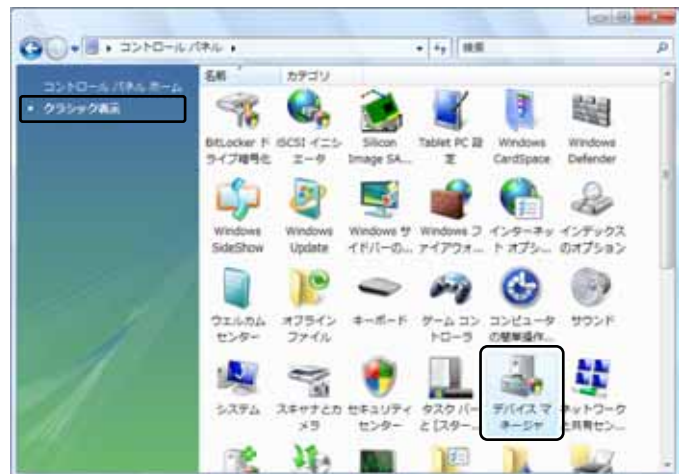 コントロール パネル
検索
コントロール パネル ホーム
クラシック表示
名前 カテゴリ
BitLocker ド
ライブ暗号化
iSCSI イニシ
エータ
Silicon
Image SA...
Tablet PC 設
定
Windows
CardSpace
Windows
Defender
Windows
SideShow
Windows
Update
Windows サ
イドバーの...
Windows フ
ァイアウォ...
インターネッ
ト オプシ...
インデックス
のオプション
ウエルカム
センター
オフライン
ファイル
キーボード
ゲーム コン
トローラ
コンピュータ
の簡単操作...
サウンド
システム
スキャナとカ
メラ
セキュリティ
センター
タスク バー
と [スター...
デバイス マ
ネージャ
ネットワーク
と共有セン...